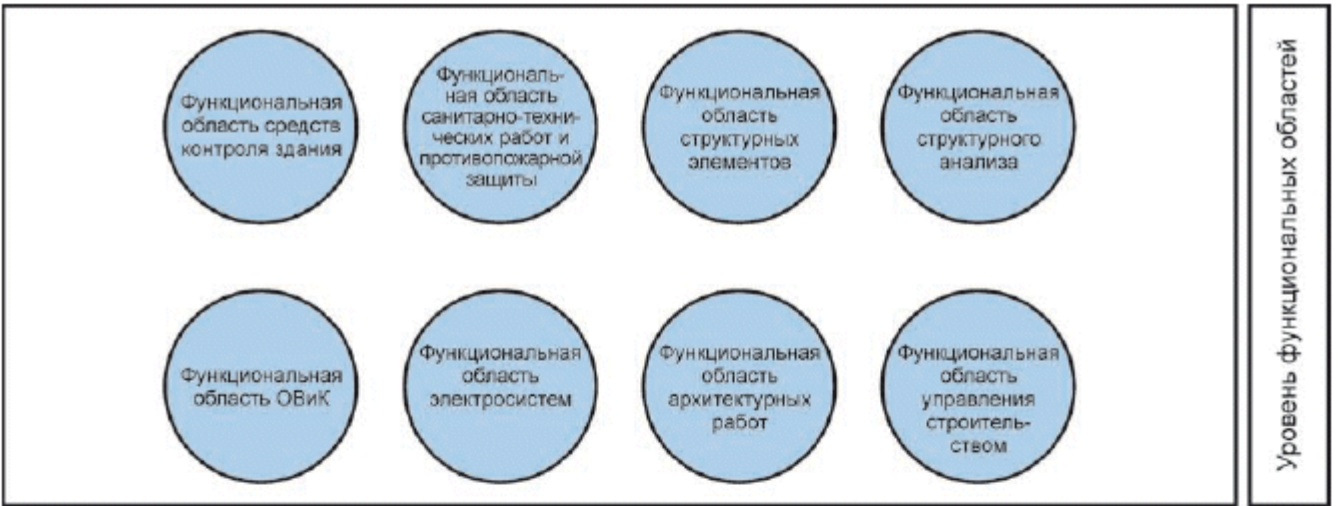 Функциональная
область средств
контроля здания
Функциональ-
ная область
санитарно-техни-
ческих работ и
противопожарной
защиты
Функциональная
область
структурных
элементов
Функциональная
область
структурного
анализа
Функциональная
область ОВиК
Функциональная
область
электросистем
Функциональная
область
архитектурных
работ
Функциональная
область
управления
строитель-
ством
Уровень функциональных областей